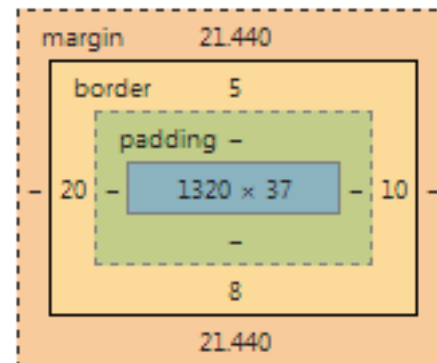 margin 21.440
border 5
padding –
– 20 – 1320 × 37 – 10 –
–
8
21.440